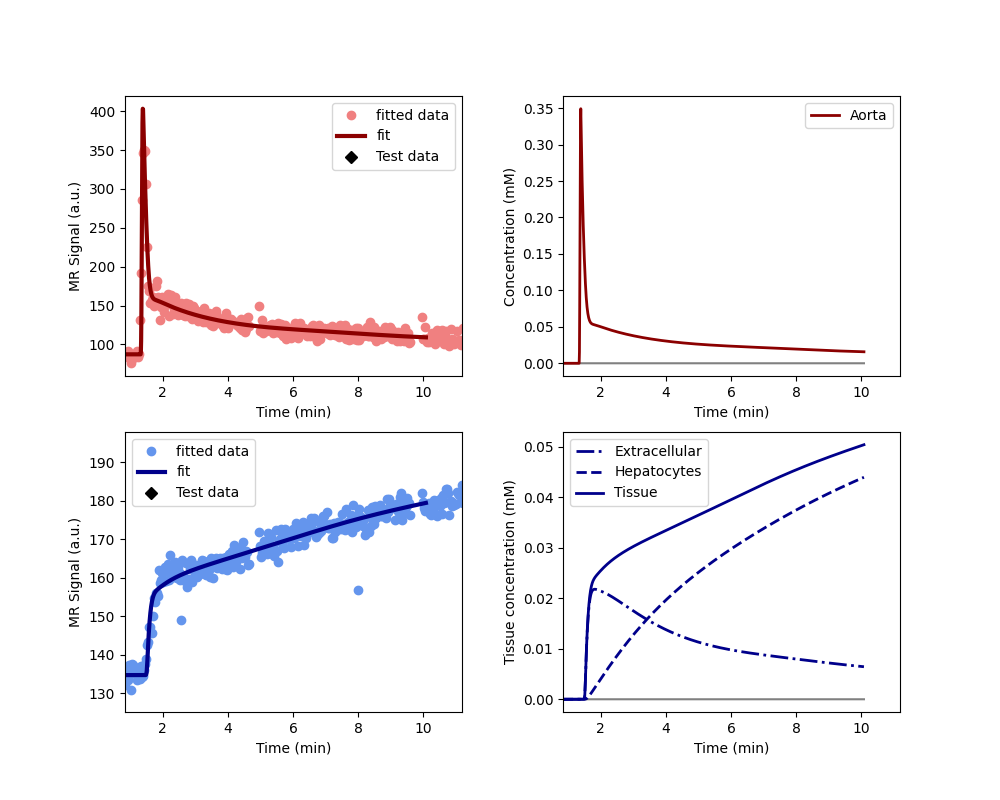 400
350
300
250
200
150
100
MR Signal (a.u.)
fitted data
fit
Test data
2 4 6 8 10
Time (min)
0.35
0.30
0.25
0.20
0.15
0.10
0.05
0.00
Concentration (mM)
Aorta
2 4 6 8 10
Time (min)
190
180
170
160
150
140
130
MR Signal (a.u.)
fitted data
fit
Test data
2 4 6 8 10
Time (min)
0.05
0.04
0.03
0.02
0.01
0.00
Tissue concentration (mM)
Extracellular
Hepatocytes
Tissue
2 4 6 8 10
Time (min)